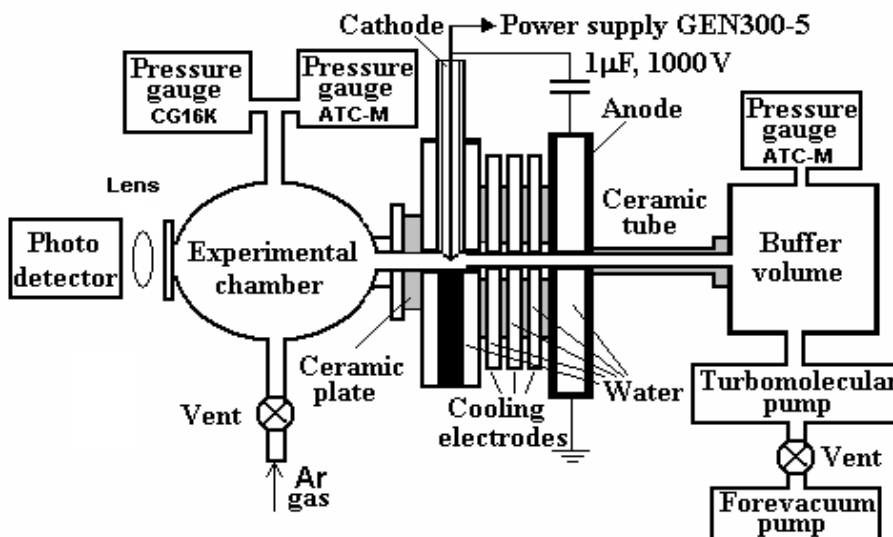 Cathode
Power supply GEN300-5
1μF, 1000 V
Pressure
gauge
CG16K
Pressure
gauge
ATC-M
Anode
Pressure
gauge
ATC-M
Lens
Photo
detector
Experimental
chamber
Ceramic
tube
Buffer
volume
Ceramic
plate
Cooling
electrodes
Water
Vent
Ar
gas
Turbomolecular
pump
Vent
Forevacuum
pump